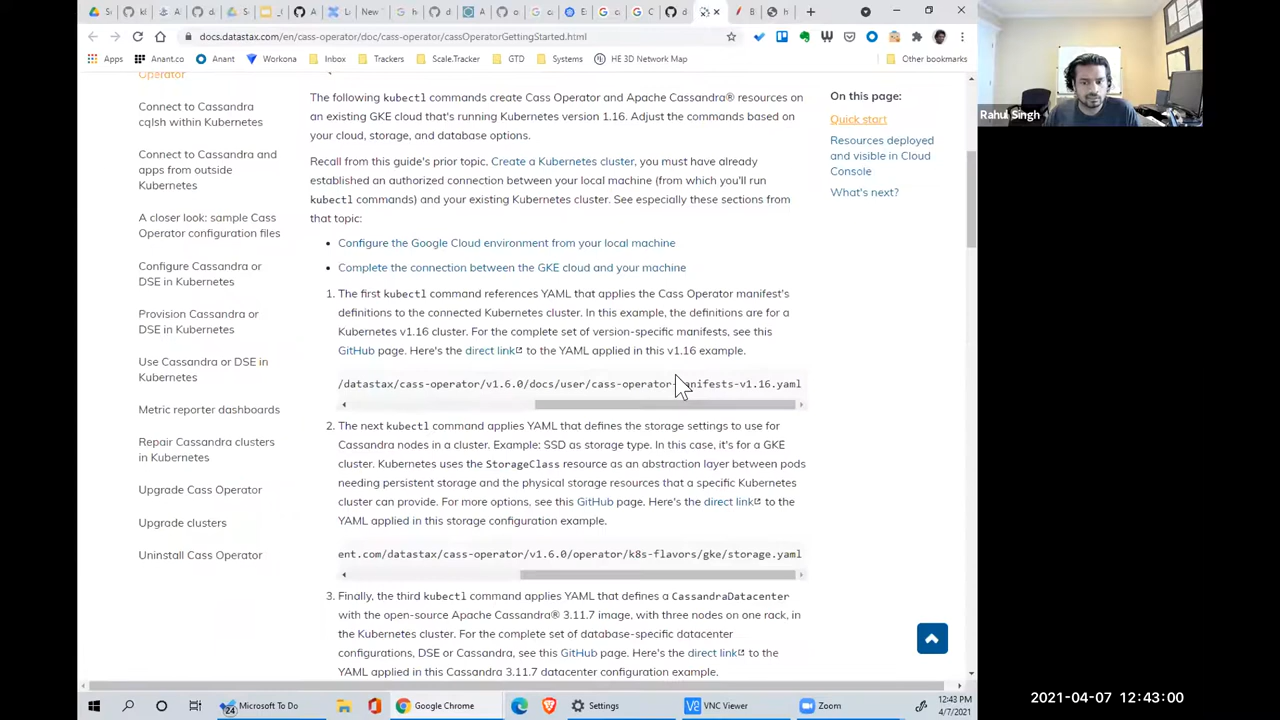 docs.datastax.com/en/cass-operator/doc/cass-operator/cassOperatorGettingStarted.html
Apps
Anant.co
Anant
Workona
Inbox
Trackers
Scale.Tracker
GTD
Systems
HE 3D Network Map
Other bookmarks
Operator
Connect to Cassandra
cqlsh within Kubernetes
Connect to Cassandra and
apps from outside
Kubernetes
A closer look: sample Cass
Operator configuration files
Configure Cassandra or
DSE in Kubernetes
Provision Cassandra or
DSE in Kubernetes
Use Cassandra or DSE in
Kubernetes
Metric reporter dashboards
Repair Cassandra clusters
in Kubernetes
Upgrade Cass Operator
Upgrade clusters
Uninstall Cass Operator
The following kubectl commands create Cass Operator and Apache Cassandra® resources on
an existing GKE cloud that's running Kubernetes version 1.16. Adjust the commands based on
your cloud, storage, and database options.
Recall from this guide's prior topic, Create a Kubernetes cluster, you must have already
established an authorized connection between your local machine (from which you'll run
kubectl commands) and your existing Kubernetes cluster. See especially these sections from
that topic:
• Configure the Google Cloud environment from your local machine
• Complete the connection between the GKE cloud and your machine
1. The first kubectl command references YAML that applies the Cass Operator manifest's
definitions to the connected Kubernetes cluster. In this example, the definitions are for a
Kubernetes v1.16 cluster. For the complete set of version-specific manifests, see this
GitHub page. Here's the direct link to the YAML applied in this v1.16 example.
/datastax/cass-operator/v1.6.0/docs/user/cass-operator-manifests-v1.16.yaml
2. The next kubectl command applies YAML that defines the storage settings to use for
Cassandra nodes in a cluster. Example: SSD as storage type. In this case, it's for a GKE
cluster. Kubernetes uses the StorageClass resource as an abstraction layer between pods
needing persistent storage and the physical storage resources that a specific Kubernetes
cluster can provide. For more options, see this GitHub page. Here's the direct link to the
YAML applied in this storage configuration example.
ent.com/datastax/cass-operator/v1.6.0/operator/k8s-flavors/gke/storage.yaml
3. Finally, the third kubectl command applies YAML that defines a CassandraDatacenter
with the open-source Apache Cassandra® 3.11.7 image, with three nodes on one rack, in
the Kubernetes cluster. For the complete set of database-specific datacenter
configurations, DSE or Cassandra, see this GitHub page. Here's the direct link to the
YAML applied in this Cassandra 3.11.7 datacenter configuration example.
On this page:
Quick start
Resources deployed
and visible in Cloud
Console
What's next?
Rahul Singh
24
Microsoft To Do
Google Chrome
Settings
VNC Viewer
Zoom
12:43 PM
4/7/2021
2021-04-07 12:43:00